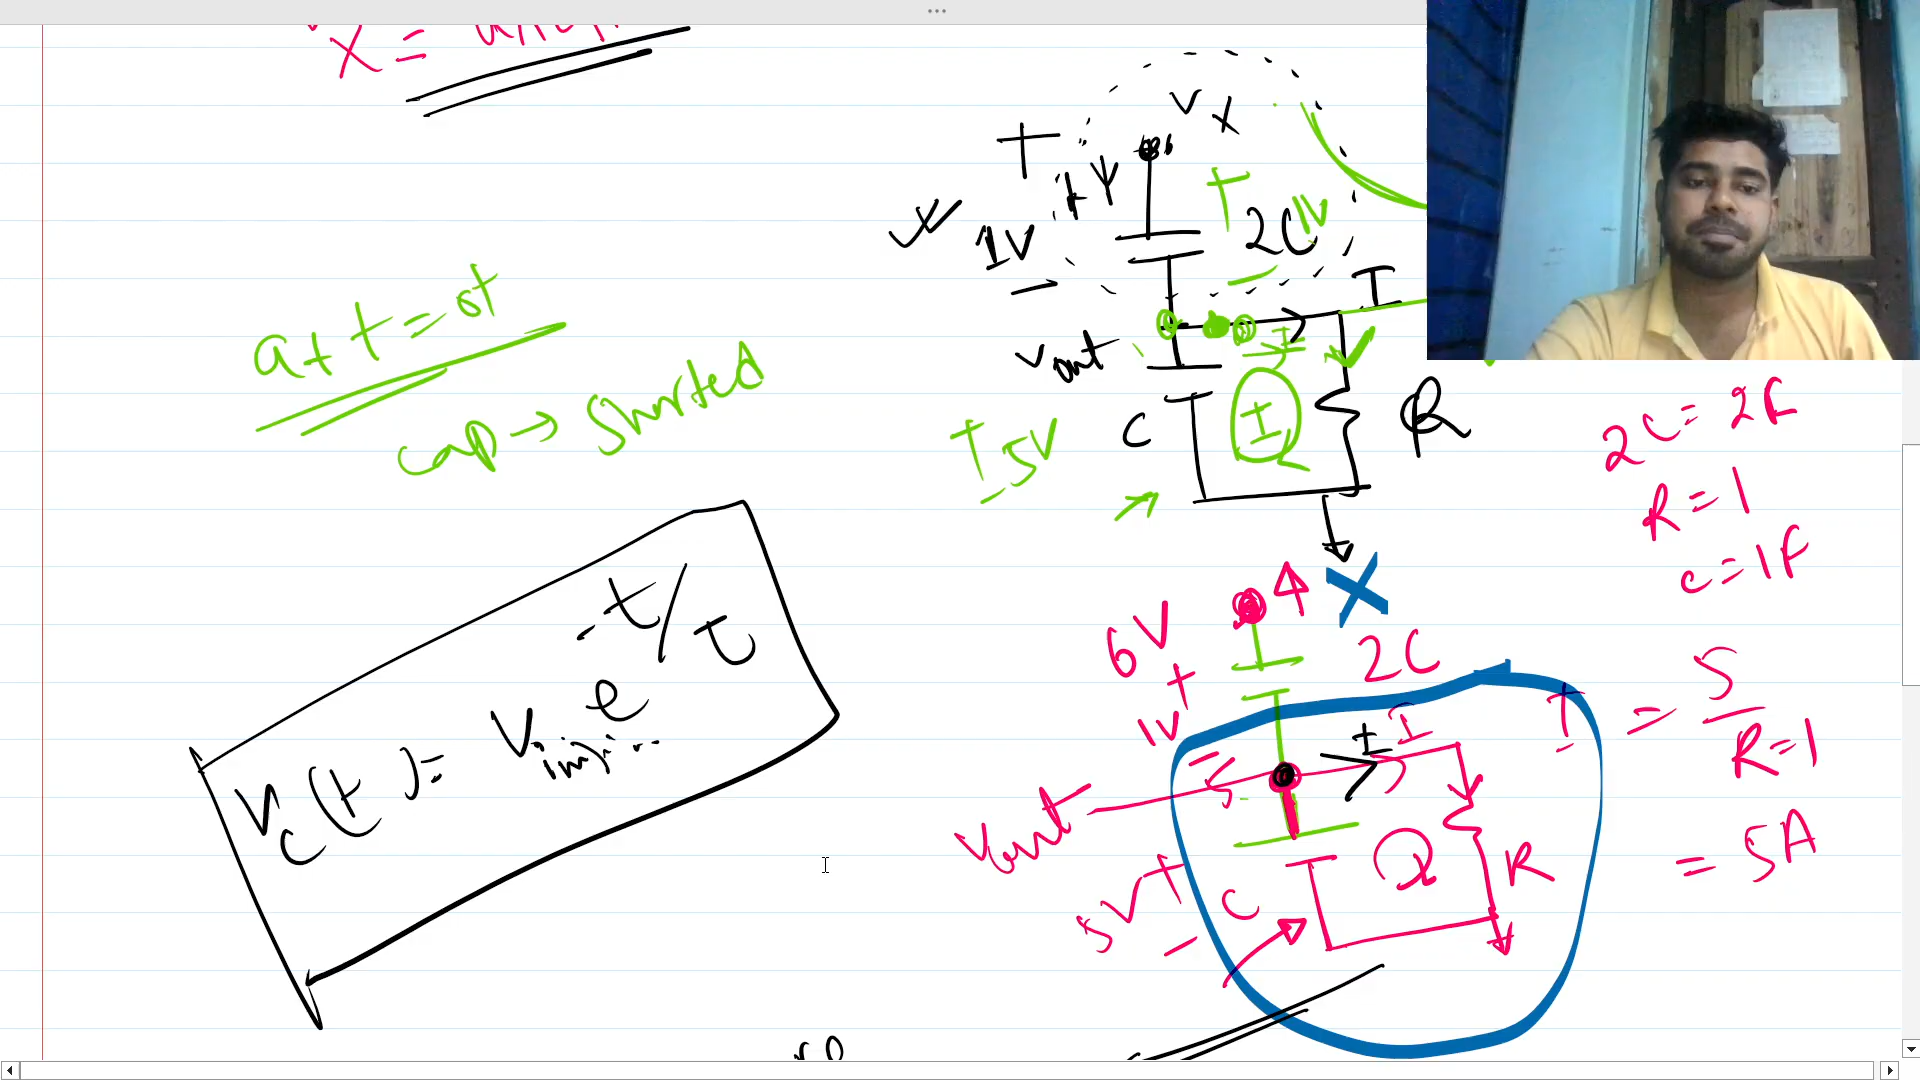 X =
at t = 0+
cap → shorted
Vc(t) = V e -t/τ
Vx
+
1V
-
+
2C
1V
-
I
Vout
I
+
5V
-
C
I
R
2C = 2F
R = 1
C = 1F
6V
4
X
2C
+
1V
-
5
I
I
I
= 5
R = 1
= 5A
Vout
5V
+
-
C
R